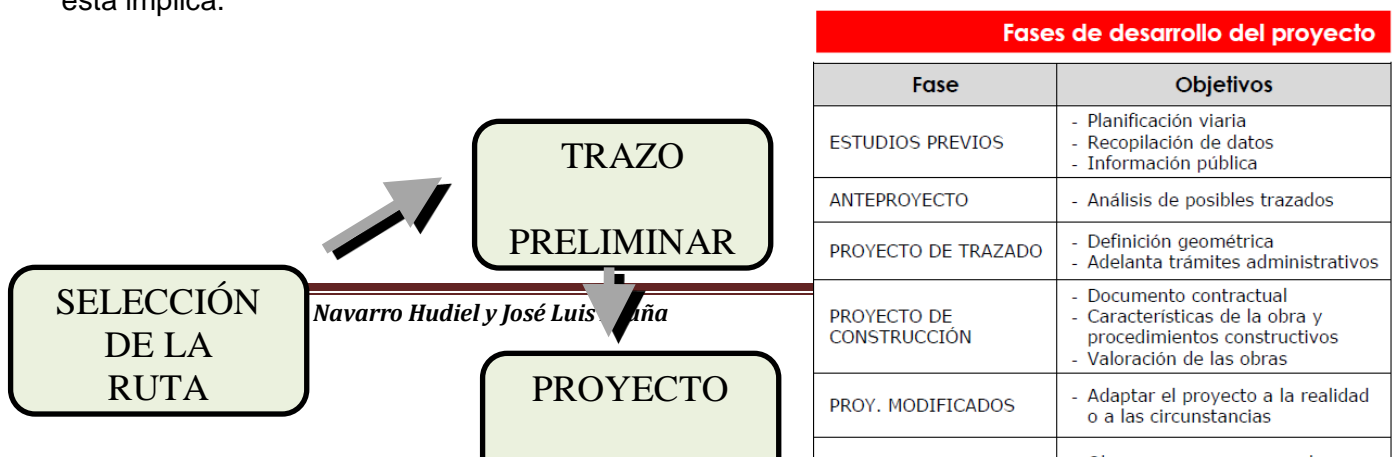 esta implica:
TRAZO
PRELIMINAR
SELECCIÓN
DE LA
RUTA
Navarro Hudiel y José Luis
PROYECTO
Fases de desarrollo del proyecto
Fase
Objetivos
ESTUDIOS PREVIOS
- Planificación viaria
- Recopilación de datos
- Información pública
ANTEPROYECTO
- Análisis de posibles trazados
PROYECTO DE TRAZADO
- Definición geométrica
- Adelanta trámites administrativos
PROYECTO DE
CONSTRUCCIÓN
- Documento contractual
- Características de la obra y
procedimientos constructivos
- Valoración de las obras
PROY. MODIFICADOS
- Adaptar el proyecto a la realidad
o a las circunstancias